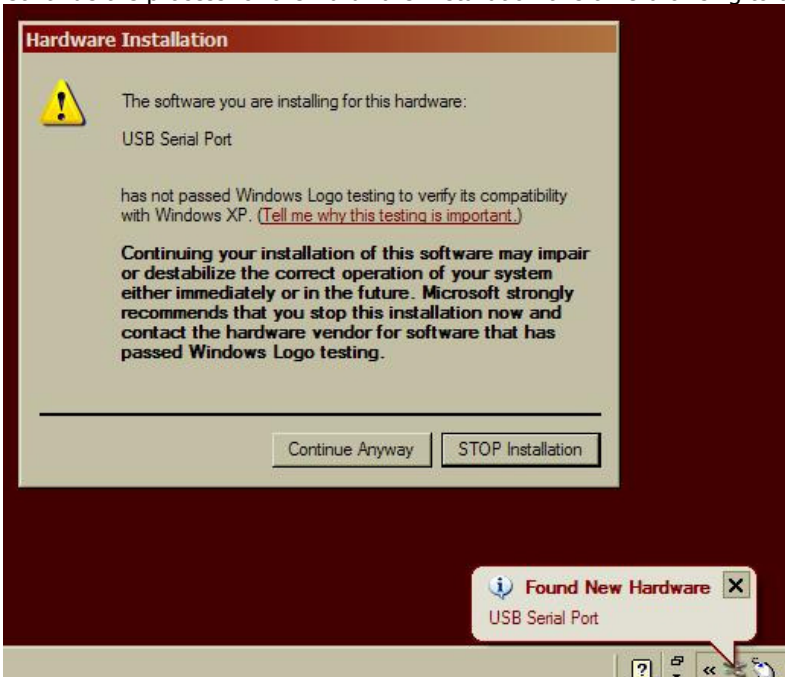 Hardware Installation
The software you are installing for this hardware:
USB Serial Port
has not passed Windows Logo testing to verify its compatibility
with Windows XP. (Tell me why this testing is important.)
Continuing your installation of this software may impair
or destabilize the correct operation of your system
either immediately or in the future. Microsoft strongly
recommends that you stop this installation now and
contact the hardware vendor for software that has
passed Windows Logo testing.
Continue Anyway
STOP Installation
Found New Hardware
USB Serial Port